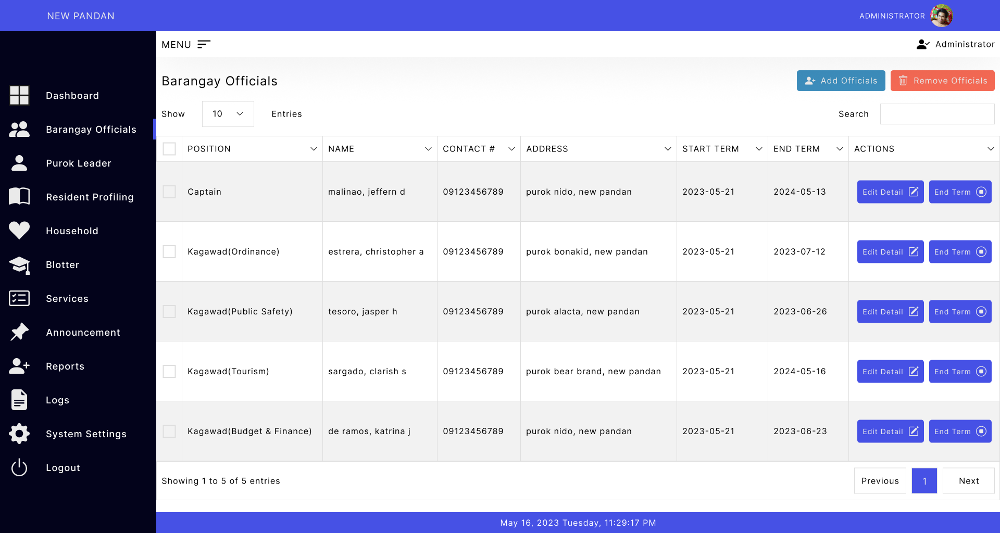 NEW PANDAN
ADMINISTRATOR
MENU
Administrator
Dashboard
Barangay Officials
Purok Leader
Resident Profiling
Household
Blotter
Services
Announcement
Reports
Logs
System Settings
Logout
Barangay Officials
Add Officials
Remove Officials
Show 10 Entries
Search
POSITION NAME CONTACT # ADDRESS START TERM END TERM ACTIONS
Captain malinao, jeffern d 09123456789 purok nido, new pandan 2023-05-21 2024-05-13 Edit Detail End Term
Kagawad(Ordinance) estrera, christopher a 09123456789 purok bonakid, new pandan 2023-05-21 2023-07-12 Edit Detail End Term
Kagawad(Public Safety) tesoro, jasper h 09123456789 purok alacta, new pandan 2023-05-21 2023-06-26 Edit Detail End Term
Kagawad(Tourism) sargado, clarish s 09123456789 purok bear brand, new pandan 2023-05-21 2024-05-16 Edit Detail End Term
Kagawad(Budget & Finance) de ramos, katrina j 09123456789 purok nido, new pandan 2023-05-21 2023-06-23 Edit Detail End Term
Showing 1 to 5 of 5 entries
Previous 1 Next
May 16, 2023 Tuesday, 11:29:17 PM